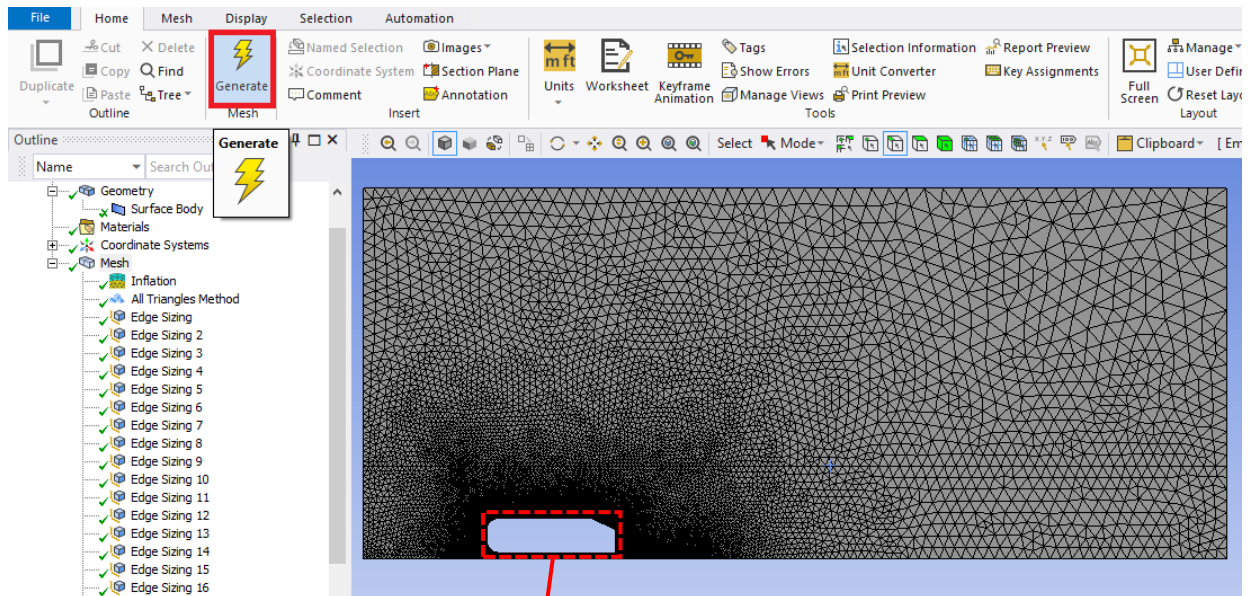 File Home Mesh Display Selection Automation
Duplicate Cut Copy Paste Delete Find Tree
Outline
Generate
Mesh
Named Selection Coordinate System Comment Images Section Plane Annotation
Insert
m ft
Units Worksheet Keyframe Animation Tags Show Errors Manage Views Selection Information Unit Converter Print Preview Report Preview Key Assignments
Tools
Full Screen Manage User Defin Reset Layo
Layout
Outline
Name Search Out
Generate
Select Mode Clipboard [ Em
Geometry
Surface Body
Materials
Coordinate Systems
Mesh
Inflation
All Triangles Method
Edge Sizing
Edge Sizing 2
Edge Sizing 3
Edge Sizing 4
Edge Sizing 5
Edge Sizing 6
Edge Sizing 7
Edge Sizing 8
Edge Sizing 9
Edge Sizing 10
Edge Sizing 11
Edge Sizing 12
Edge Sizing 13
Edge Sizing 14
Edge Sizing 15
Edge Sizing 16